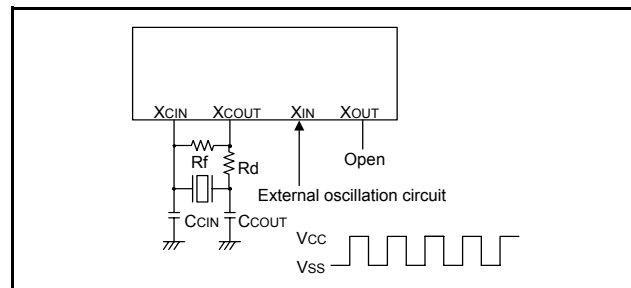 XCIN XCOUT XIN XOUT
Rf
Rd
Open
External oscillation circuit
CCIN CCOUT
VCC
VSS